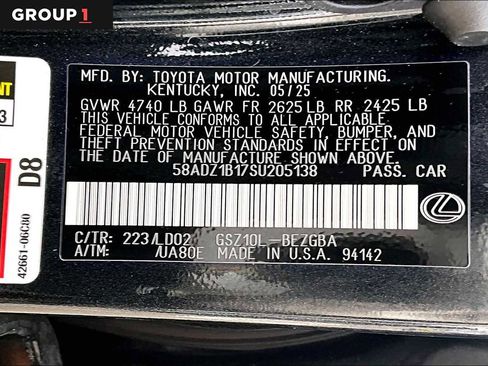 GROUP 1
MFD. BY: TOYOTA MOTOR MANUFACTURING.
KENTUCKY, INC. 05/25
GVWR 4740 LB GAWR FR 2625 LB RR 2425 LB
THIS VEHICLE CONFORMS TO ALL APPLICABLE
FEDERAL MOTOR VEHICLE SAFETY, BUMPER, AND
THEFT PREVENTION STANDARDS IN EFFECT ON
THE DATE OF MANUFACTURE SHOWN ABOVE.
58ADZ1B17SU205138 PASS. CAR
C/TR: 223/LD02 GSZ10L-BEZGBA
A/TM: /UA80E MADE IN U.S.A. 94142
3
D8
42661-06C80